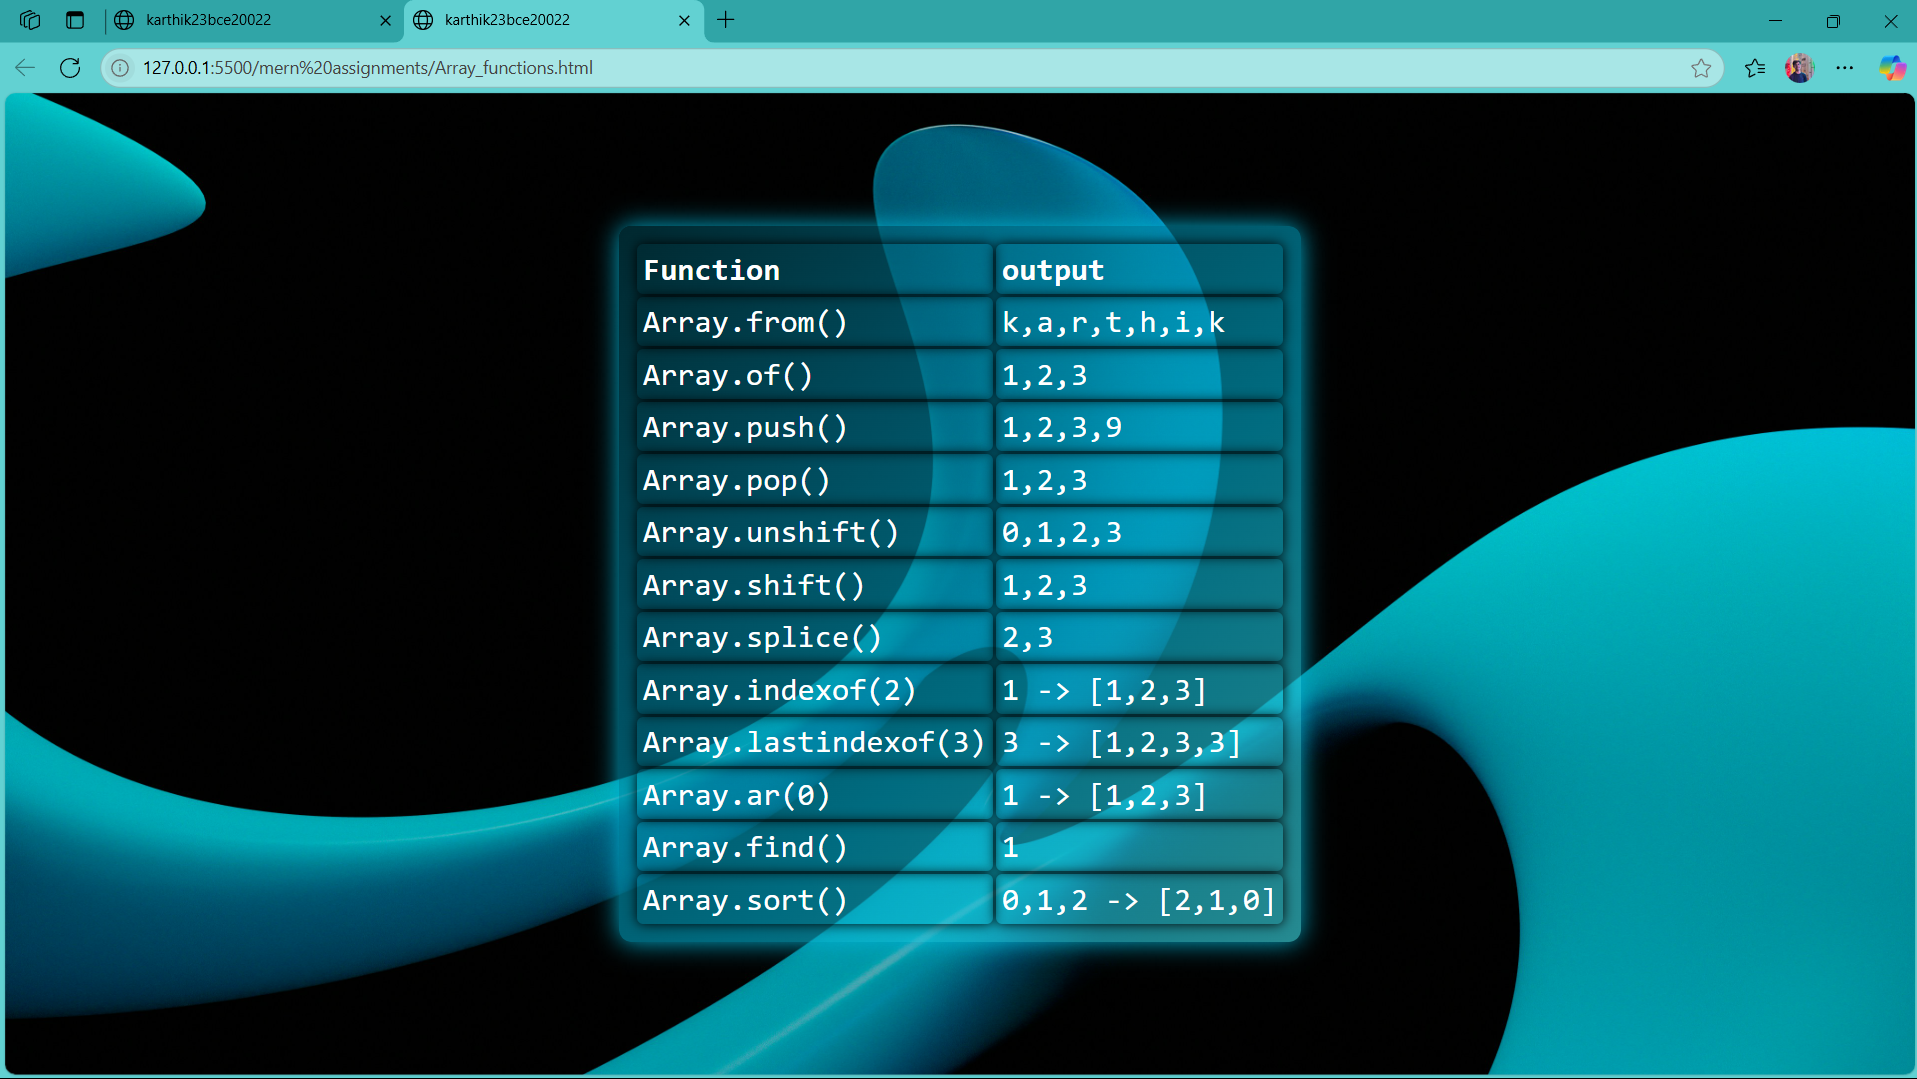 karthik23bce20022
karthik23bce20022
127.0.0.1:5500/mern%20assignments/Array_functions.html
Function output
Array.from() k,a,r,t,h,i,k
Array.of() 1,2,3
Array.push() 1,2,3,9
Array.pop() 1,2,3
Array.unshift() 0,1,2,3
Array.shift() 1,2,3
Array.splice() 2,3
Array.indexof(2) 1 -> [1,2,3]
Array.lastindexof(3) 3 -> [1,2,3,3]
Array.ar(0) 1 -> [1,2,3]
Array.find() 1
Array.sort() 0,1,2 -> [2,1,0]